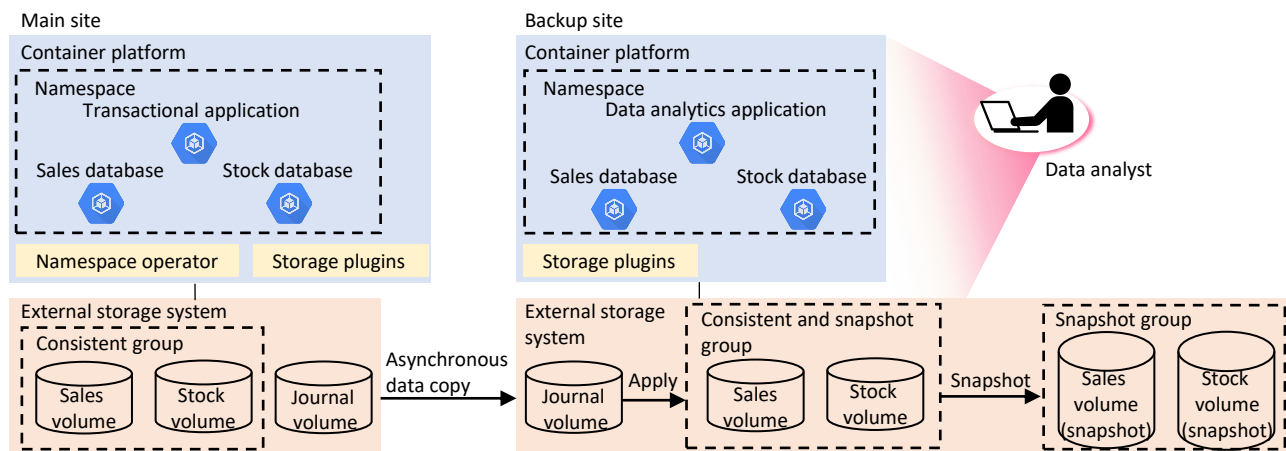 Main site
Container platform
Namespace
Transactional application
Sales database
Stock database
Namespace operator
Storage plugins
External storage system
Consistent group
Sales
volume
Stock
volume
Journal
volume
Asynchronous
data copy
Backup site
Container platform
Namespace
Data analytics application
Sales database
Stock database
Storage plugins
Data analyst
External storage
system
Journal
volume
Apply
Consistent and snapshot
group
Sales
volume
Stock
volume
Snapshot
Snapshot group
Sales
volume
(snapshot)
Stock
volume
(snapshot)